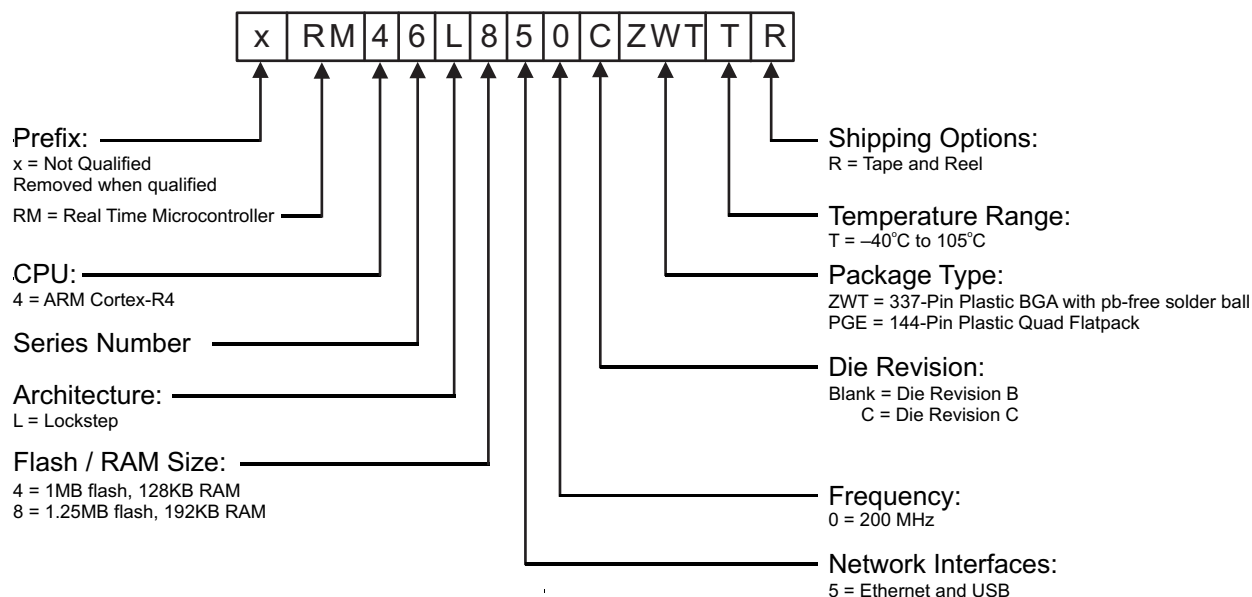 x RM 4 6 L 8 5 0 C ZWT T R
Prefix:
x = Not Qualified
Removed when qualified
RM = Real Time Microcontroller
CPU:
4 = ARM Cortex-R4
Series Number
Architecture:
L = Lockstep
Flash / RAM Size:
4 = 1MB flash, 128KB RAM
8 = 1.25MB flash, 192KB RAM
Shipping Options:
R = Tape and Reel
Temperature Range:
T = –40°C to 105°C
Package Type:
ZWT = 337-Pin Plastic BGA with pb-free solder ball
PGE = 144-Pin Plastic Quad Flatpack
Die Revision:
Blank = Die Revision B
C = Die Revision C
Frequency:
0 = 200 MHz
Network Interfaces:
5 = Ethernet and USB